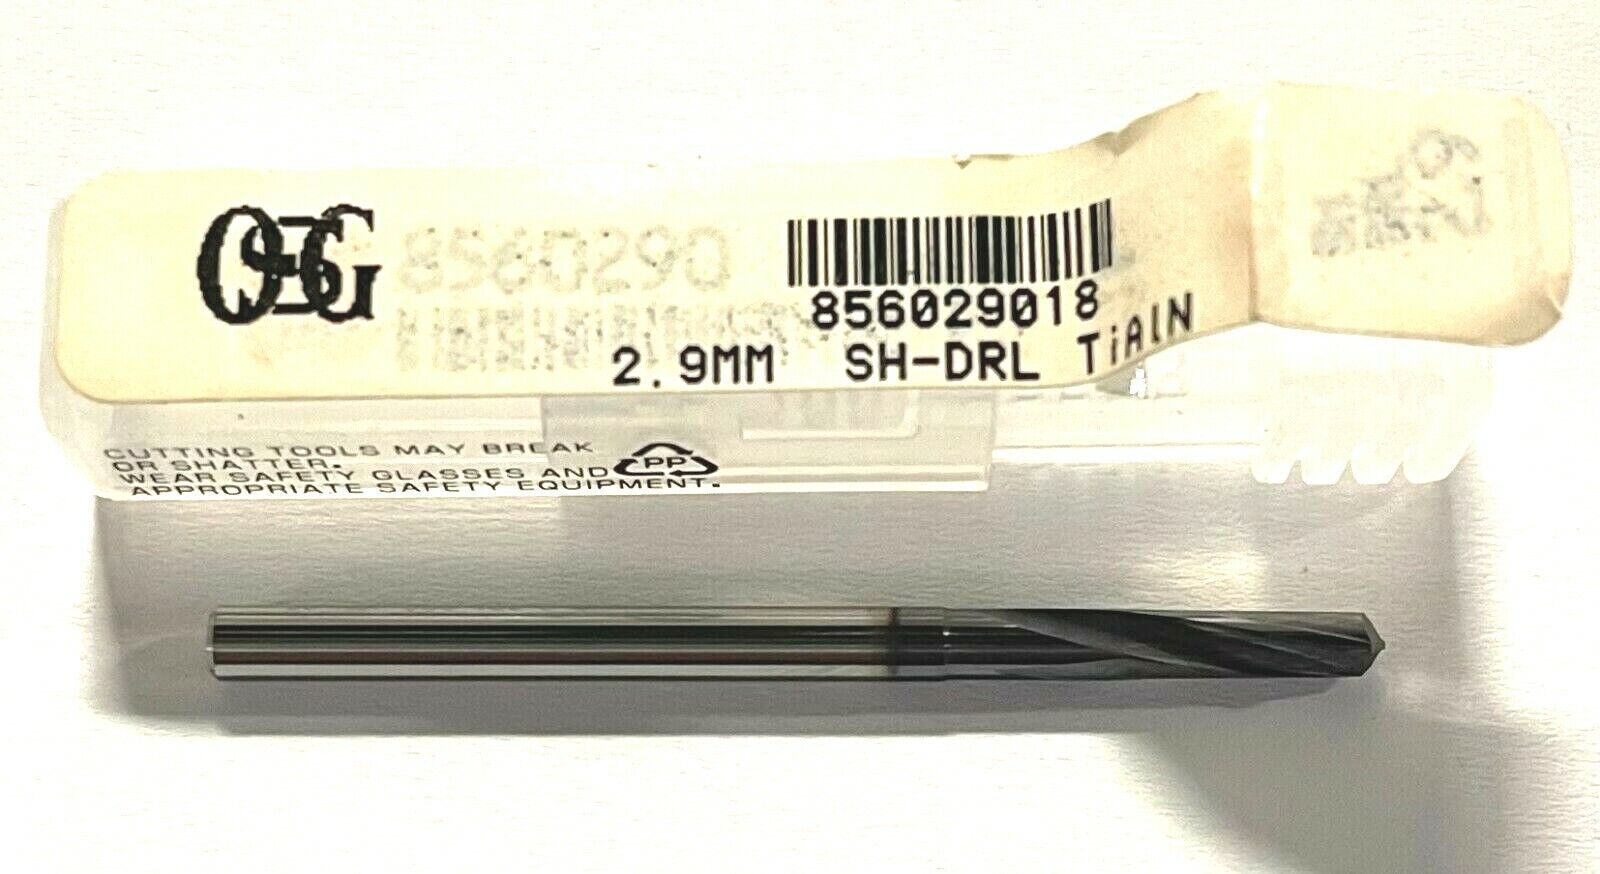 OSG 8560290
856029018
2.9MM SH-DRL TiAlN
CUTTING TOOLS MAY BREAK
OR SHATTER.
WEAR SAFETY GLASSES AND
APPROPRIATE SAFETY EQUIPMENT.
PP